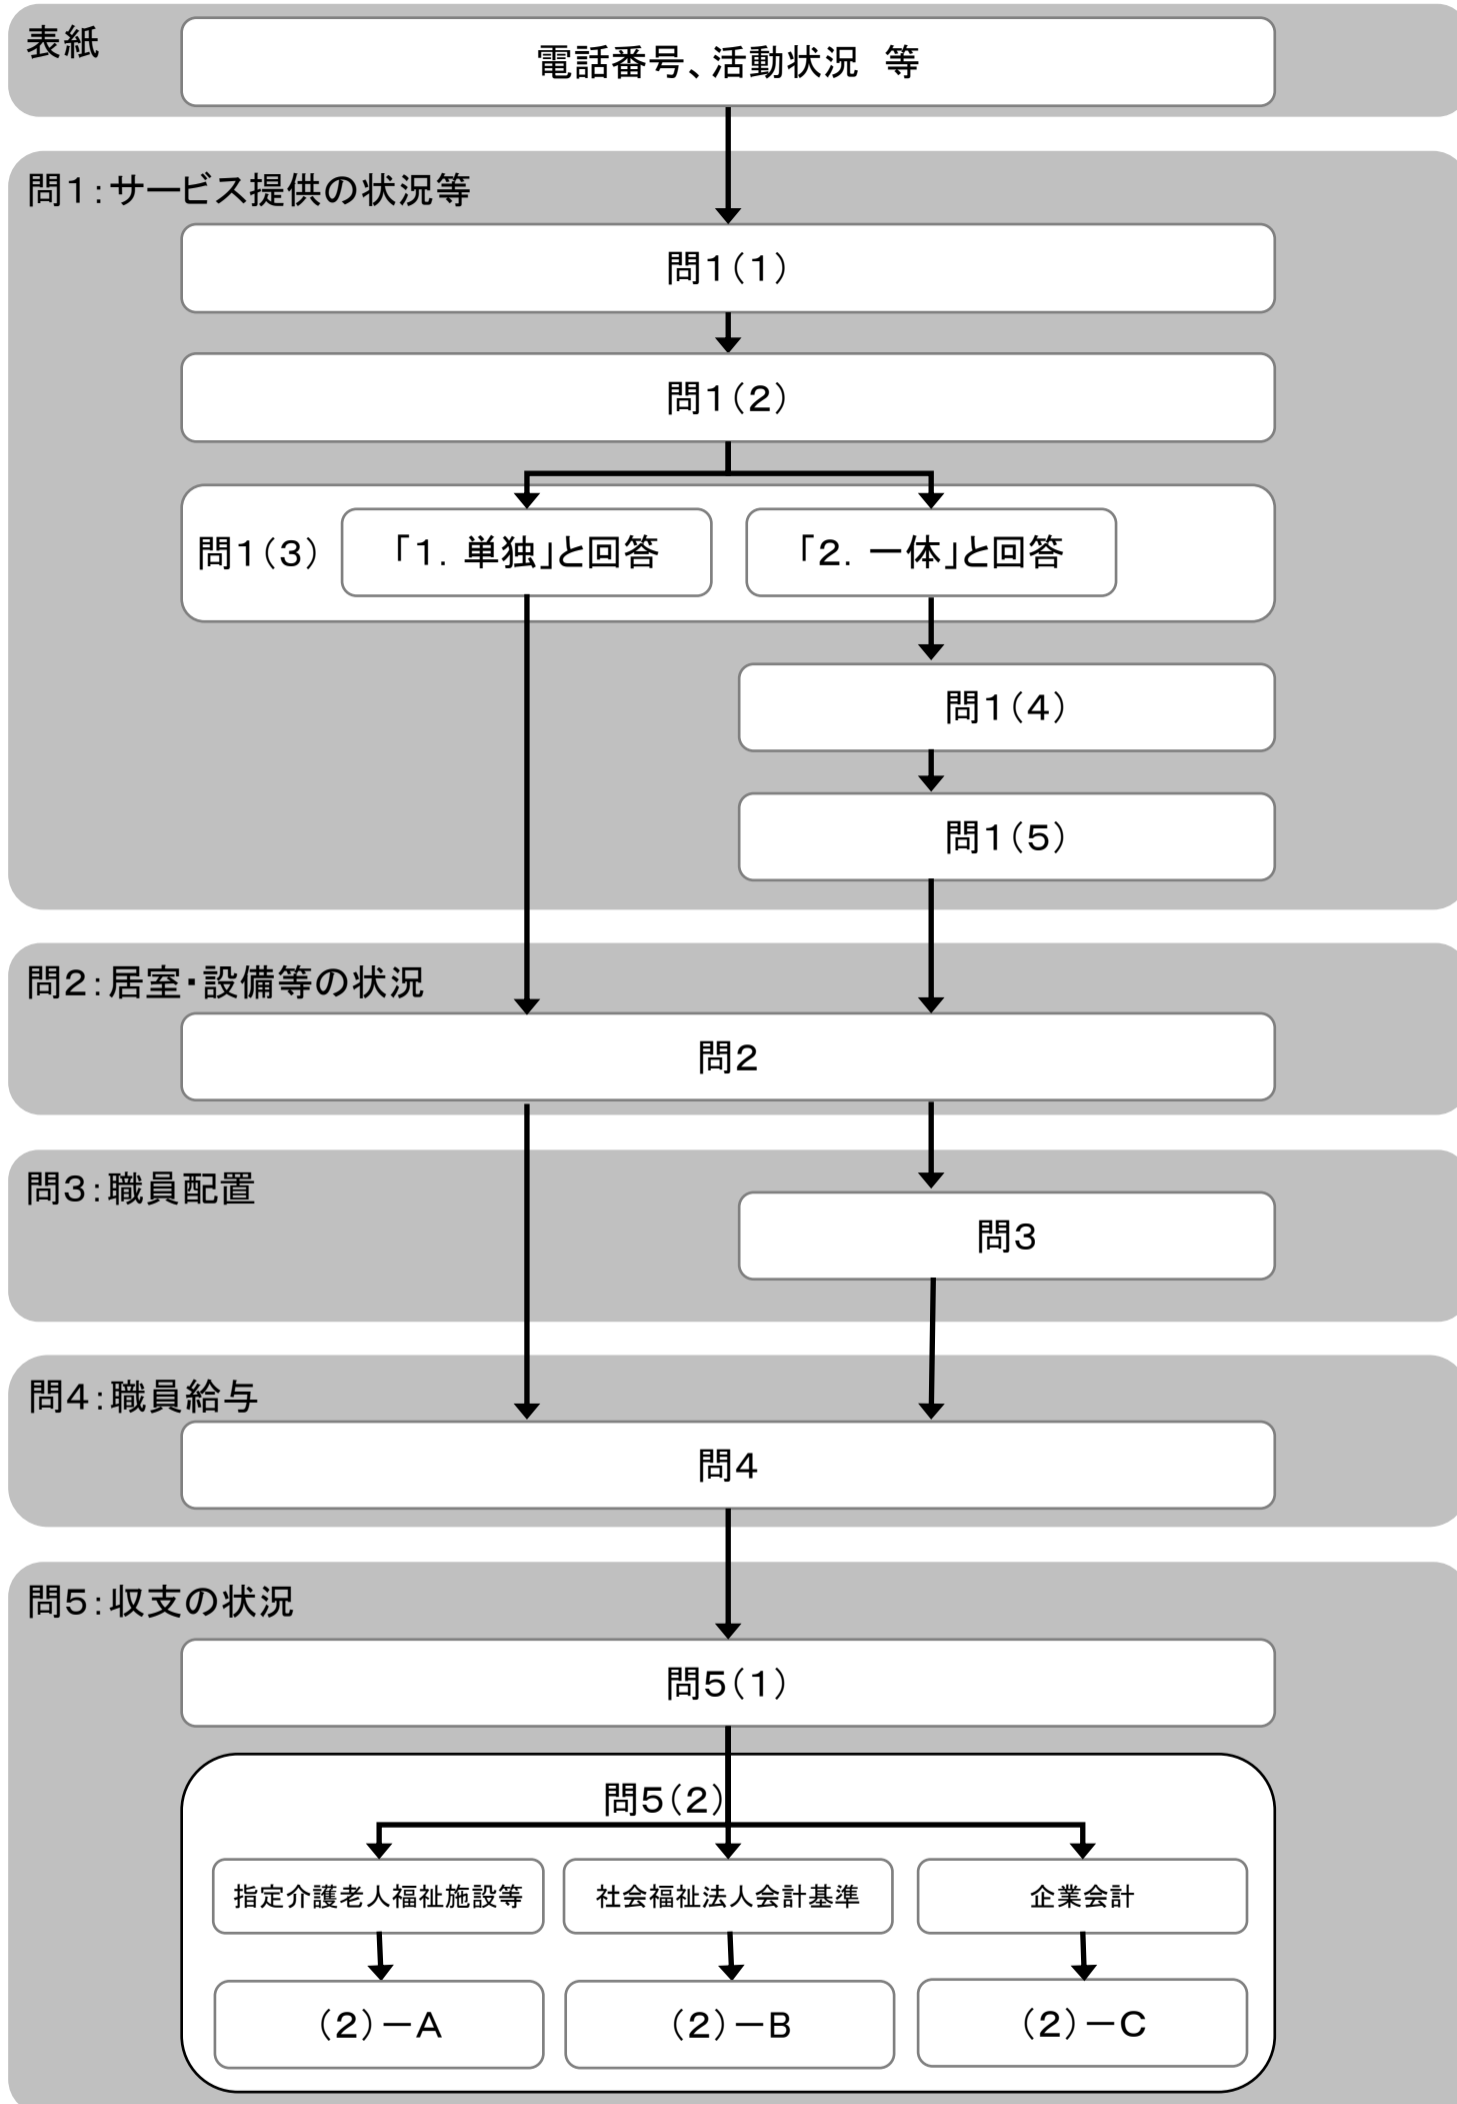 表紙
電話番号、活動状況　等
問１：サービス提供の状況等
問１（１）
問１（２）
問１（３）
「１．単独」と回答
「２．一体」と回答
問１（４）
問１（５）
問２：居室・設備等の状況
問２
問３：職員配置
問３
問４：職員給与
問４
問５：収支の状況
問５（１）
問５（２）
指定介護老人福祉施設等
社会福祉法人会計基準
企業会計
（２）－Ａ
（２）－Ｂ
（２）－Ｃ